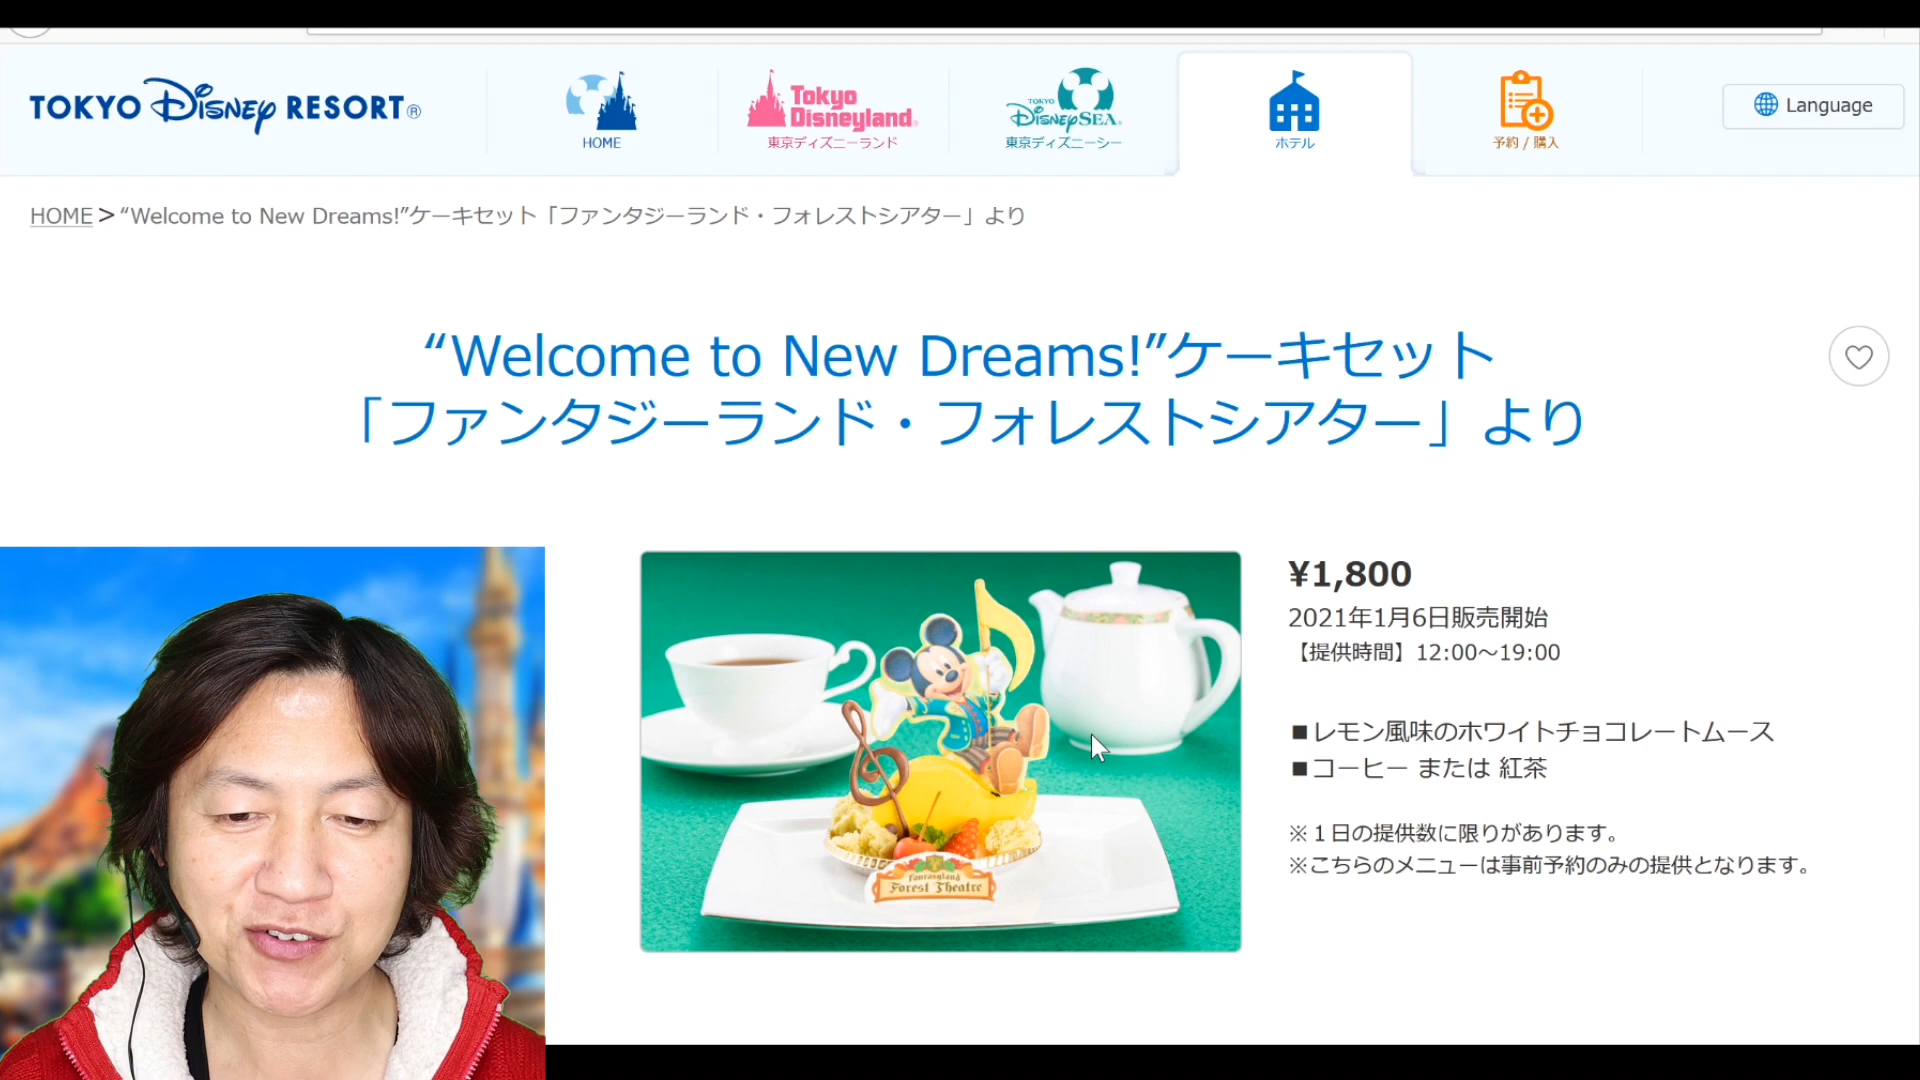 TOKYO DISNEY RESORT®
HOME
Tokyo Disneyland®
東京ディズニーランド
TOKYO DisneySEA®
東京ディズニーシー
ホテル
予約 / 購入
Language
HOME > “Welcome to New Dreams!”ケーキセット「ファンタジーランド・フォレストシアター」より
“Welcome to New Dreams!”ケーキセット
「ファンタジーランド・フォレストシアター」より
¥1,800
2021年1月6日販売開始
【提供時間】12:00～19:00
■レモン風味のホワイトチョコレートムース
■コーヒー または 紅茶
※１日の提供数に限りがあります。
※こちらのメニューは事前予約のみの提供となります。
Fantasyland
Forest Theatre